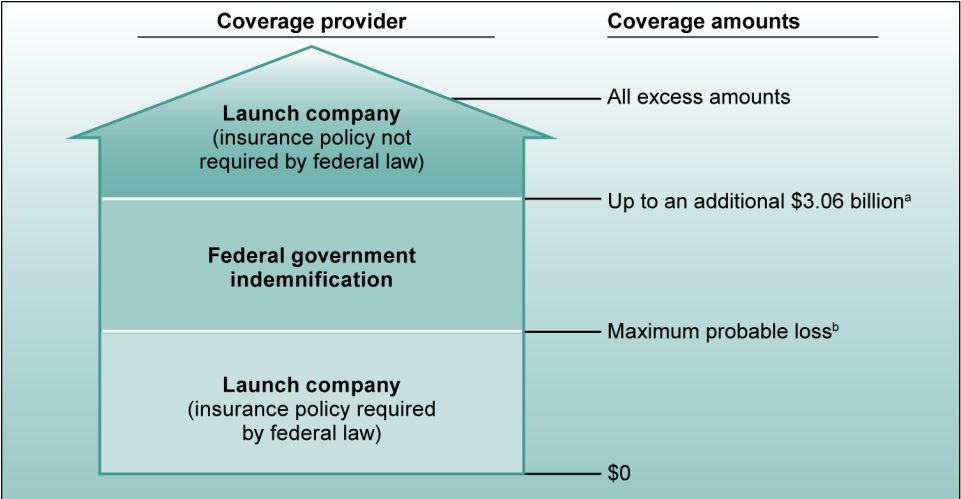 Coverage provider
Coverage amounts
Launch company
(insurance policy not
required by federal law)
All excess amounts
Up to an additional $3.06 billionᵃ
Federal government
indemnification
Maximum probable lossᵇ
Launch company
(insurance policy required
by federal law)
$0